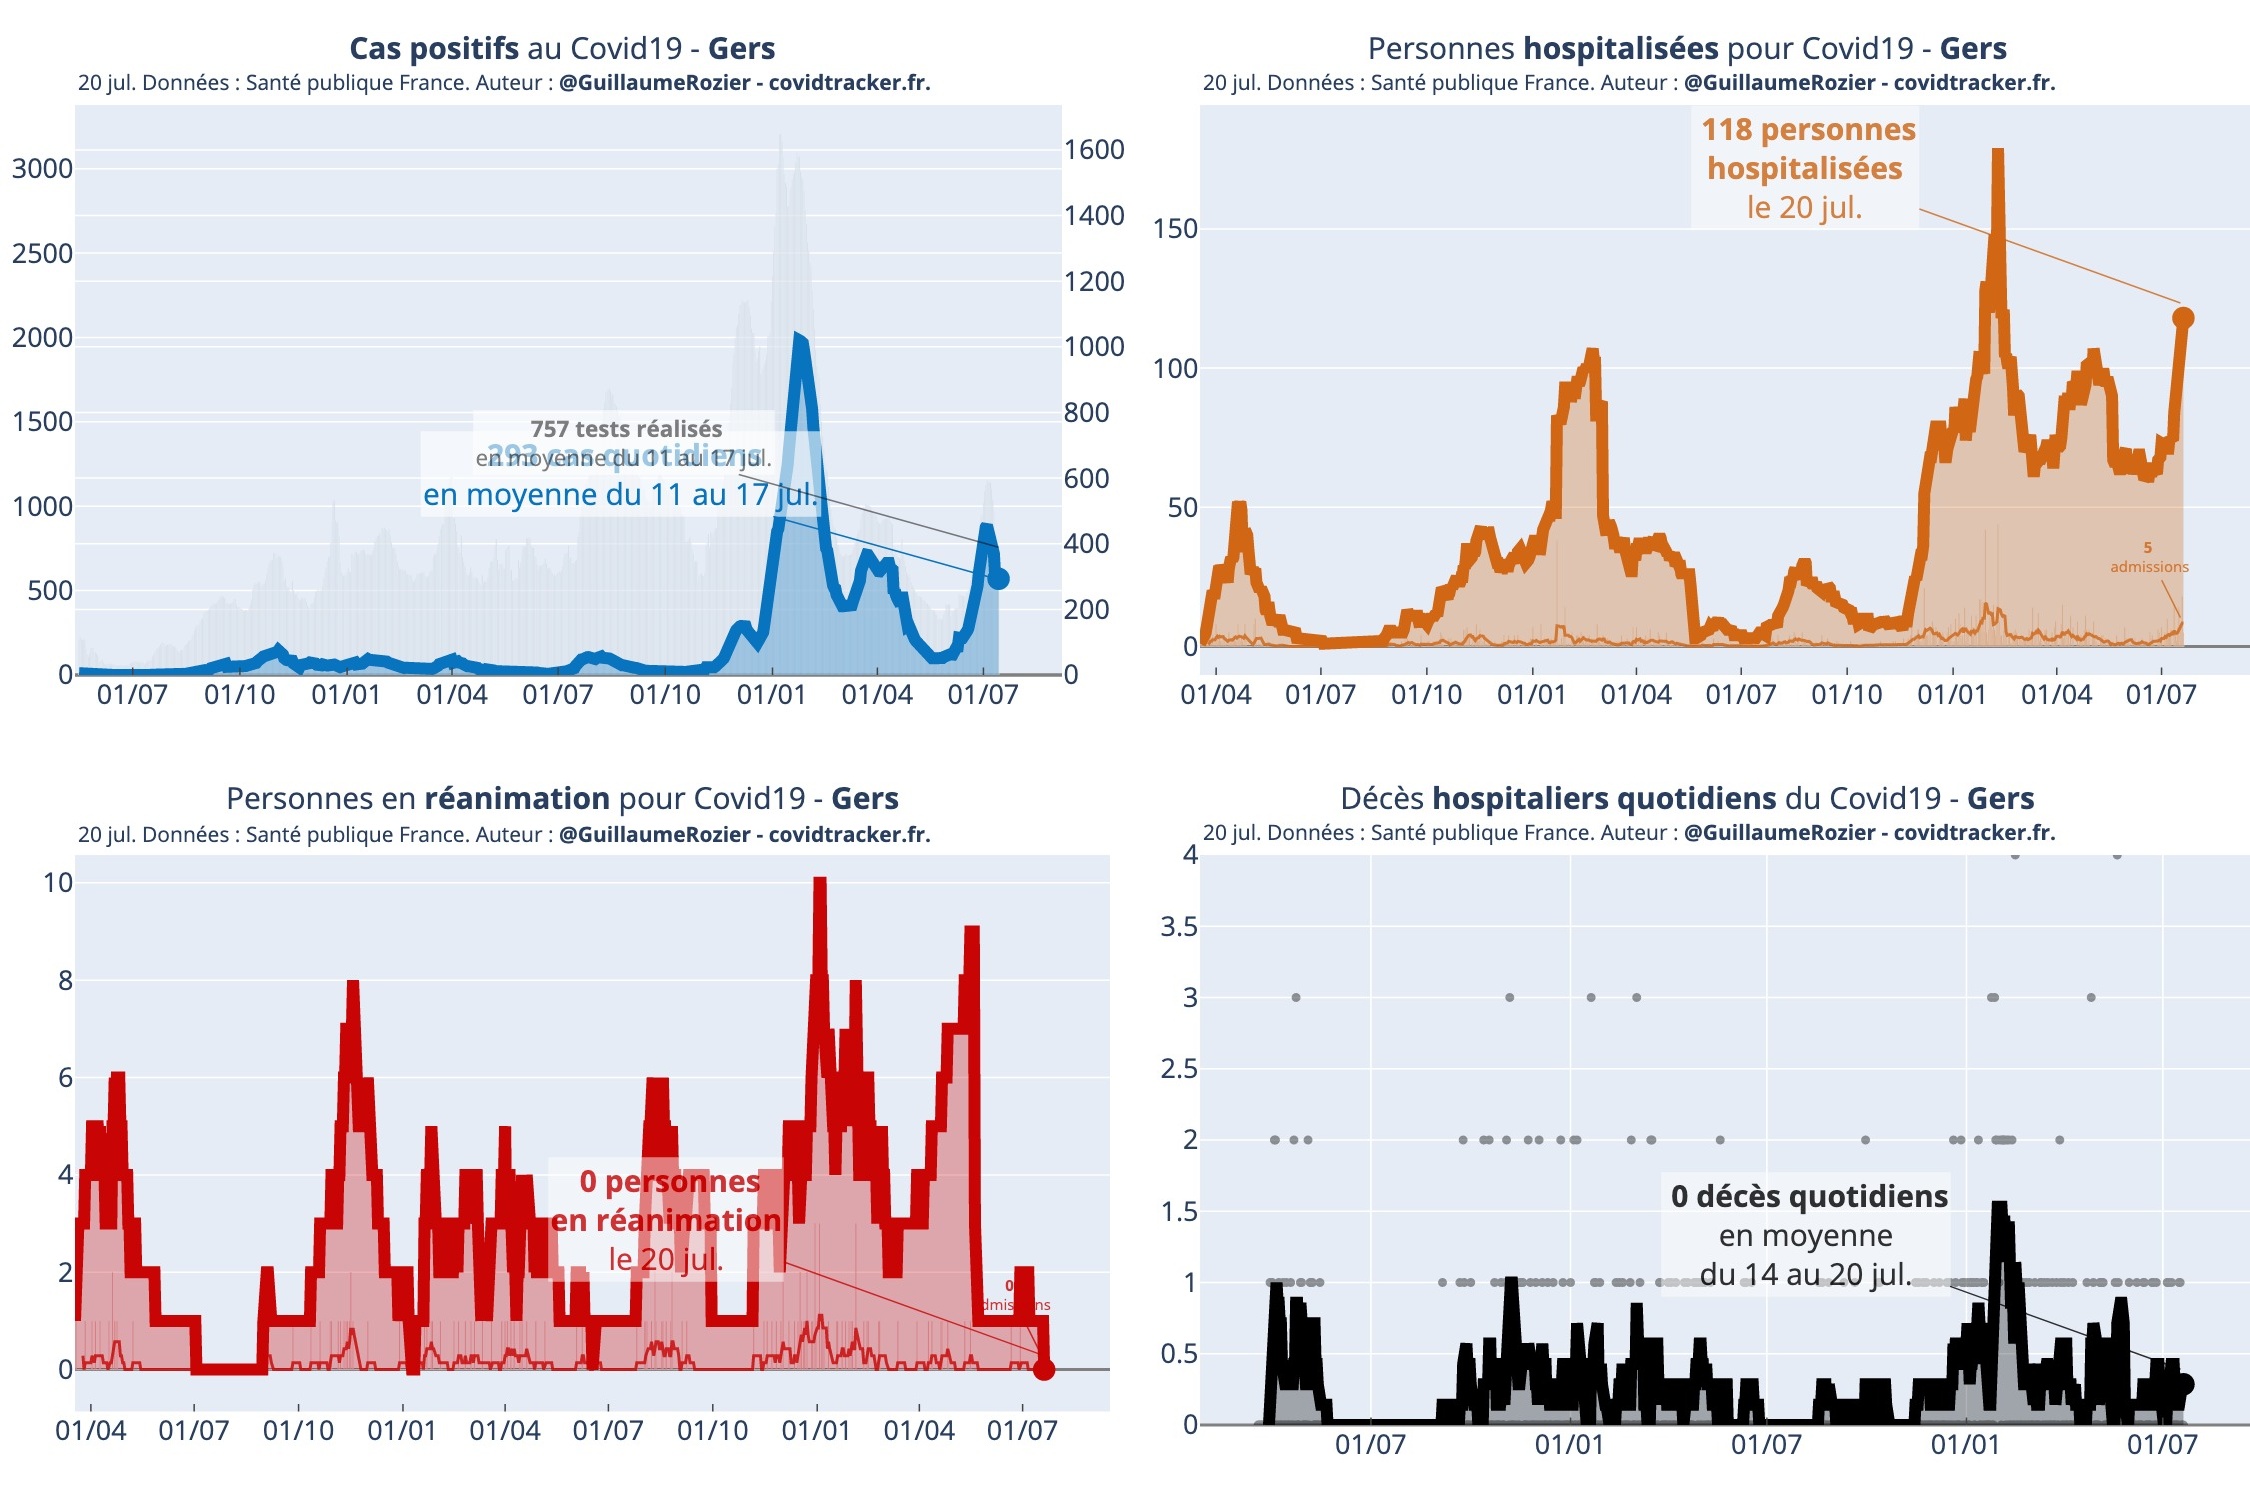 Cas positifs au Covid19 - Gers
20 jul. Données : Santé publique France. Auteur : @GuillaumeRozier - covidtracker.fr.
3000
2500
2000
1500
1000
500
0
1600
1400
1200
1000
800
600
400
200
0
757 tests réalisés
en moyenne du 11 au 17 jul.
293 cas quotidiens
en moyenne du 11 au 17 jul.
01/07 01/10 01/01 01/04 01/07 01/10 01/01 01/04 01/07
Personnes hospitalisées pour Covid19 - Gers
20 jul. Données : Santé publique France. Auteur : @GuillaumeRozier - covidtracker.fr.
118 personnes
hospitalisées
le 20 jul.
150
100
50
0
5
admissions
01/04 01/07 01/10 01/01 01/04 01/07 01/10 01/01 01/04 01/07
Personnes en réanimation pour Covid19 - Gers
20 jul. Données : Santé publique France. Auteur : @GuillaumeRozier - covidtracker.fr.
10
8
6
4
2
0
0 personnes
en réanimation
le 20 jul.
0
admissions
01/04 01/07 01/10 01/01 01/04 01/07 01/10 01/01 01/04 01/07
Décès hospitaliers quotidiens du Covid19 - Gers
20 jul. Données : Santé publique France. Auteur : @GuillaumeRozier - covidtracker.fr.
4
3.5
3
2.5
2
1.5
1
0.5
0
0 décès quotidiens
en moyenne
du 14 au 20 jul.
01/07 01/01 01/07 01/01 01/07